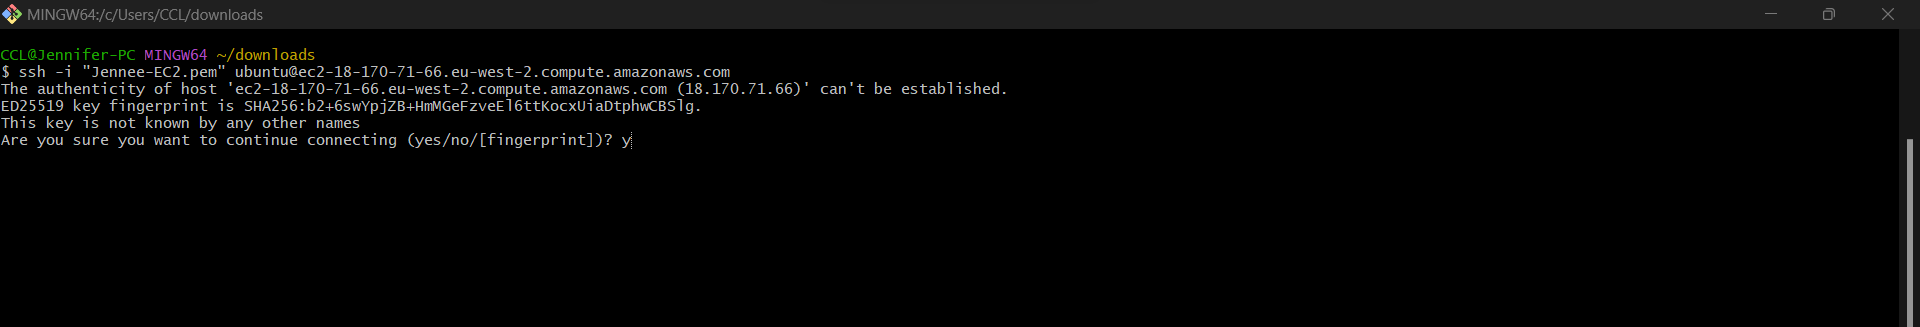 MINGW64:/c/Users/CCL/downloads
CCL@Jennifer-PC MINGW64 ~/downloads
$ ssh -i "Jennee-EC2.pem" ubuntu@ec2-18-170-71-66.eu-west-2.compute.amazonaws.com
The authenticity of host 'ec2-18-170-71-66.eu-west-2.compute.amazonaws.com (18.170.71.66)' can't be established.
ED25519 key fingerprint is SHA256:b2+6swYpjZB+HmMGeFzveEl6ttKocxUiaDtphwCBSlg.
This key is not known by any other names
Are you sure you want to continue connecting (yes/no/[fingerprint])? y